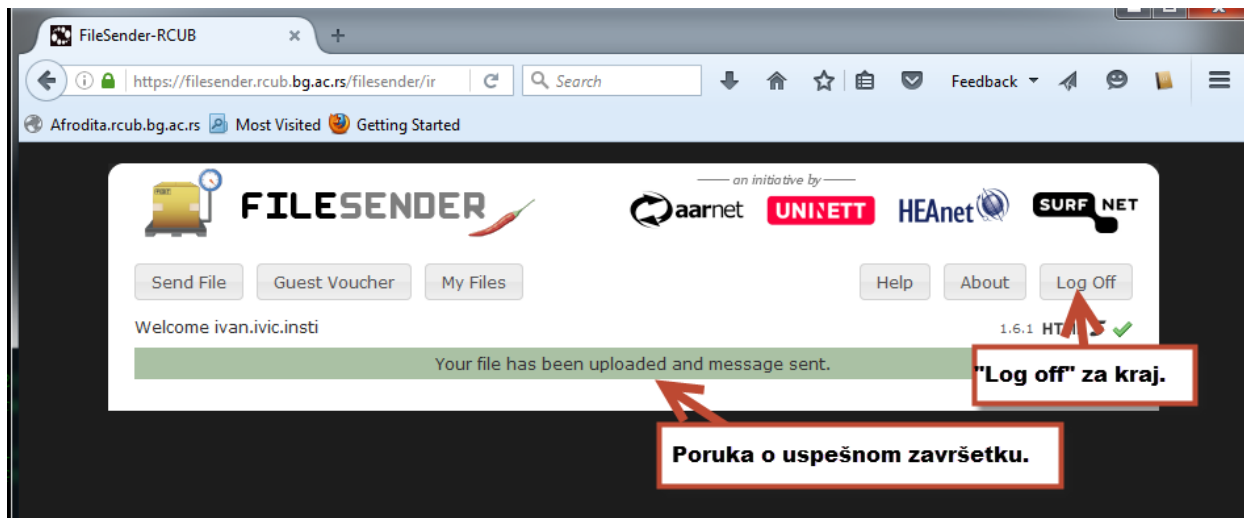 FileSender-RCUB
https://filesender.rcub.bg.ac.rs/filesender/ir
Search
Feedback
Afrodita.rcub.bg.ac.rs Most Visited Getting Started
FILESENDER
an initiative by
aarnet UNINETT HEAnet SURF NET
Send File Guest Voucher My Files Help About Log Off
Welcome ivan.ivic.insti
1.6.1
Your file has been uploaded and message sent.
"Log off" za kraj.
Poruka o uspešnom završetku.